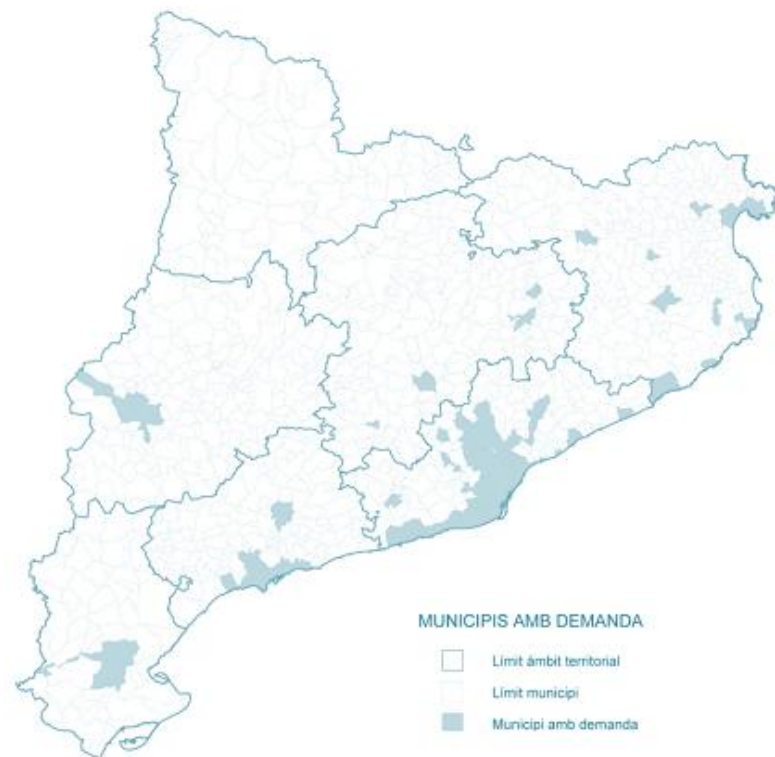 MUNICIPIS AMB DEMANDA
Límit àmbit territorial
Límit municipi
Municipi amb demanda